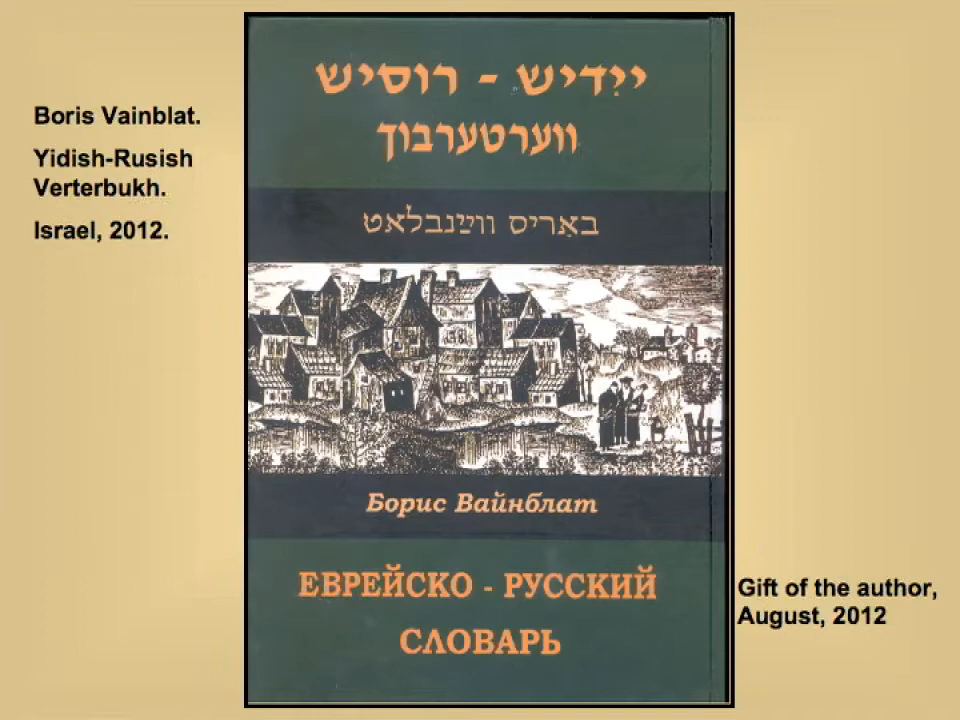 Boris Vainblat.
Yidish-Rusish
Verterbukh.
Israel, 2012.
ייִדיש - רוסיש
ווערטערבוך
באָריס ווײַנבלאט
Борис Вайнблат
ЕВРЕЙСКО - РУССКИЙ
СЛОВАРЬ
Gift of the author,
August, 2012